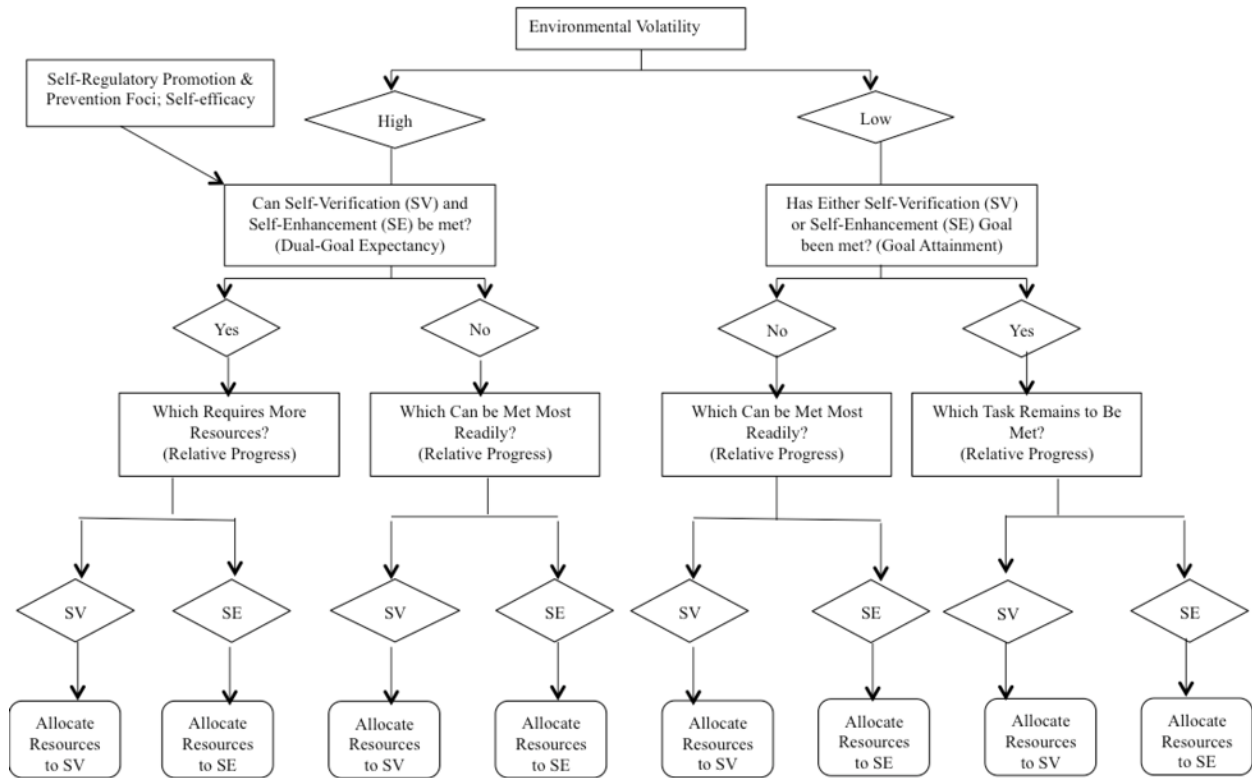 Environmental Volatility
Self-Regulatory Promotion &
Prevention Foci; Self-efficacy
High
Low
Can Self-Verification (SV) and
Self-Enhancement (SE) be met?
(Dual-Goal Expectancy)
Has Either Self-Verification (SV)
or Self-Enhancement (SE) Goal
been met? (Goal Attainment)
Yes
No
No
Yes
Which Requires More
Resources?
(Relative Progress)
Which Can be Met Most
Readily?
(Relative Progress)
Which Can be Met Most
Readily?
(Relative Progress)
Which Task Remains to Be
Met?
(Relative Progress)
SV
SE
SV
SE
SV
SE
SV
SE
Allocate
Resources
to SV
Allocate
Resources
to SE
Allocate
Resources
to SV
Allocate
Resources
to SE
Allocate
Resources
to SV
Allocate
Resources
to SE
Allocate
Resources
to SV
Allocate
Resources
to SE